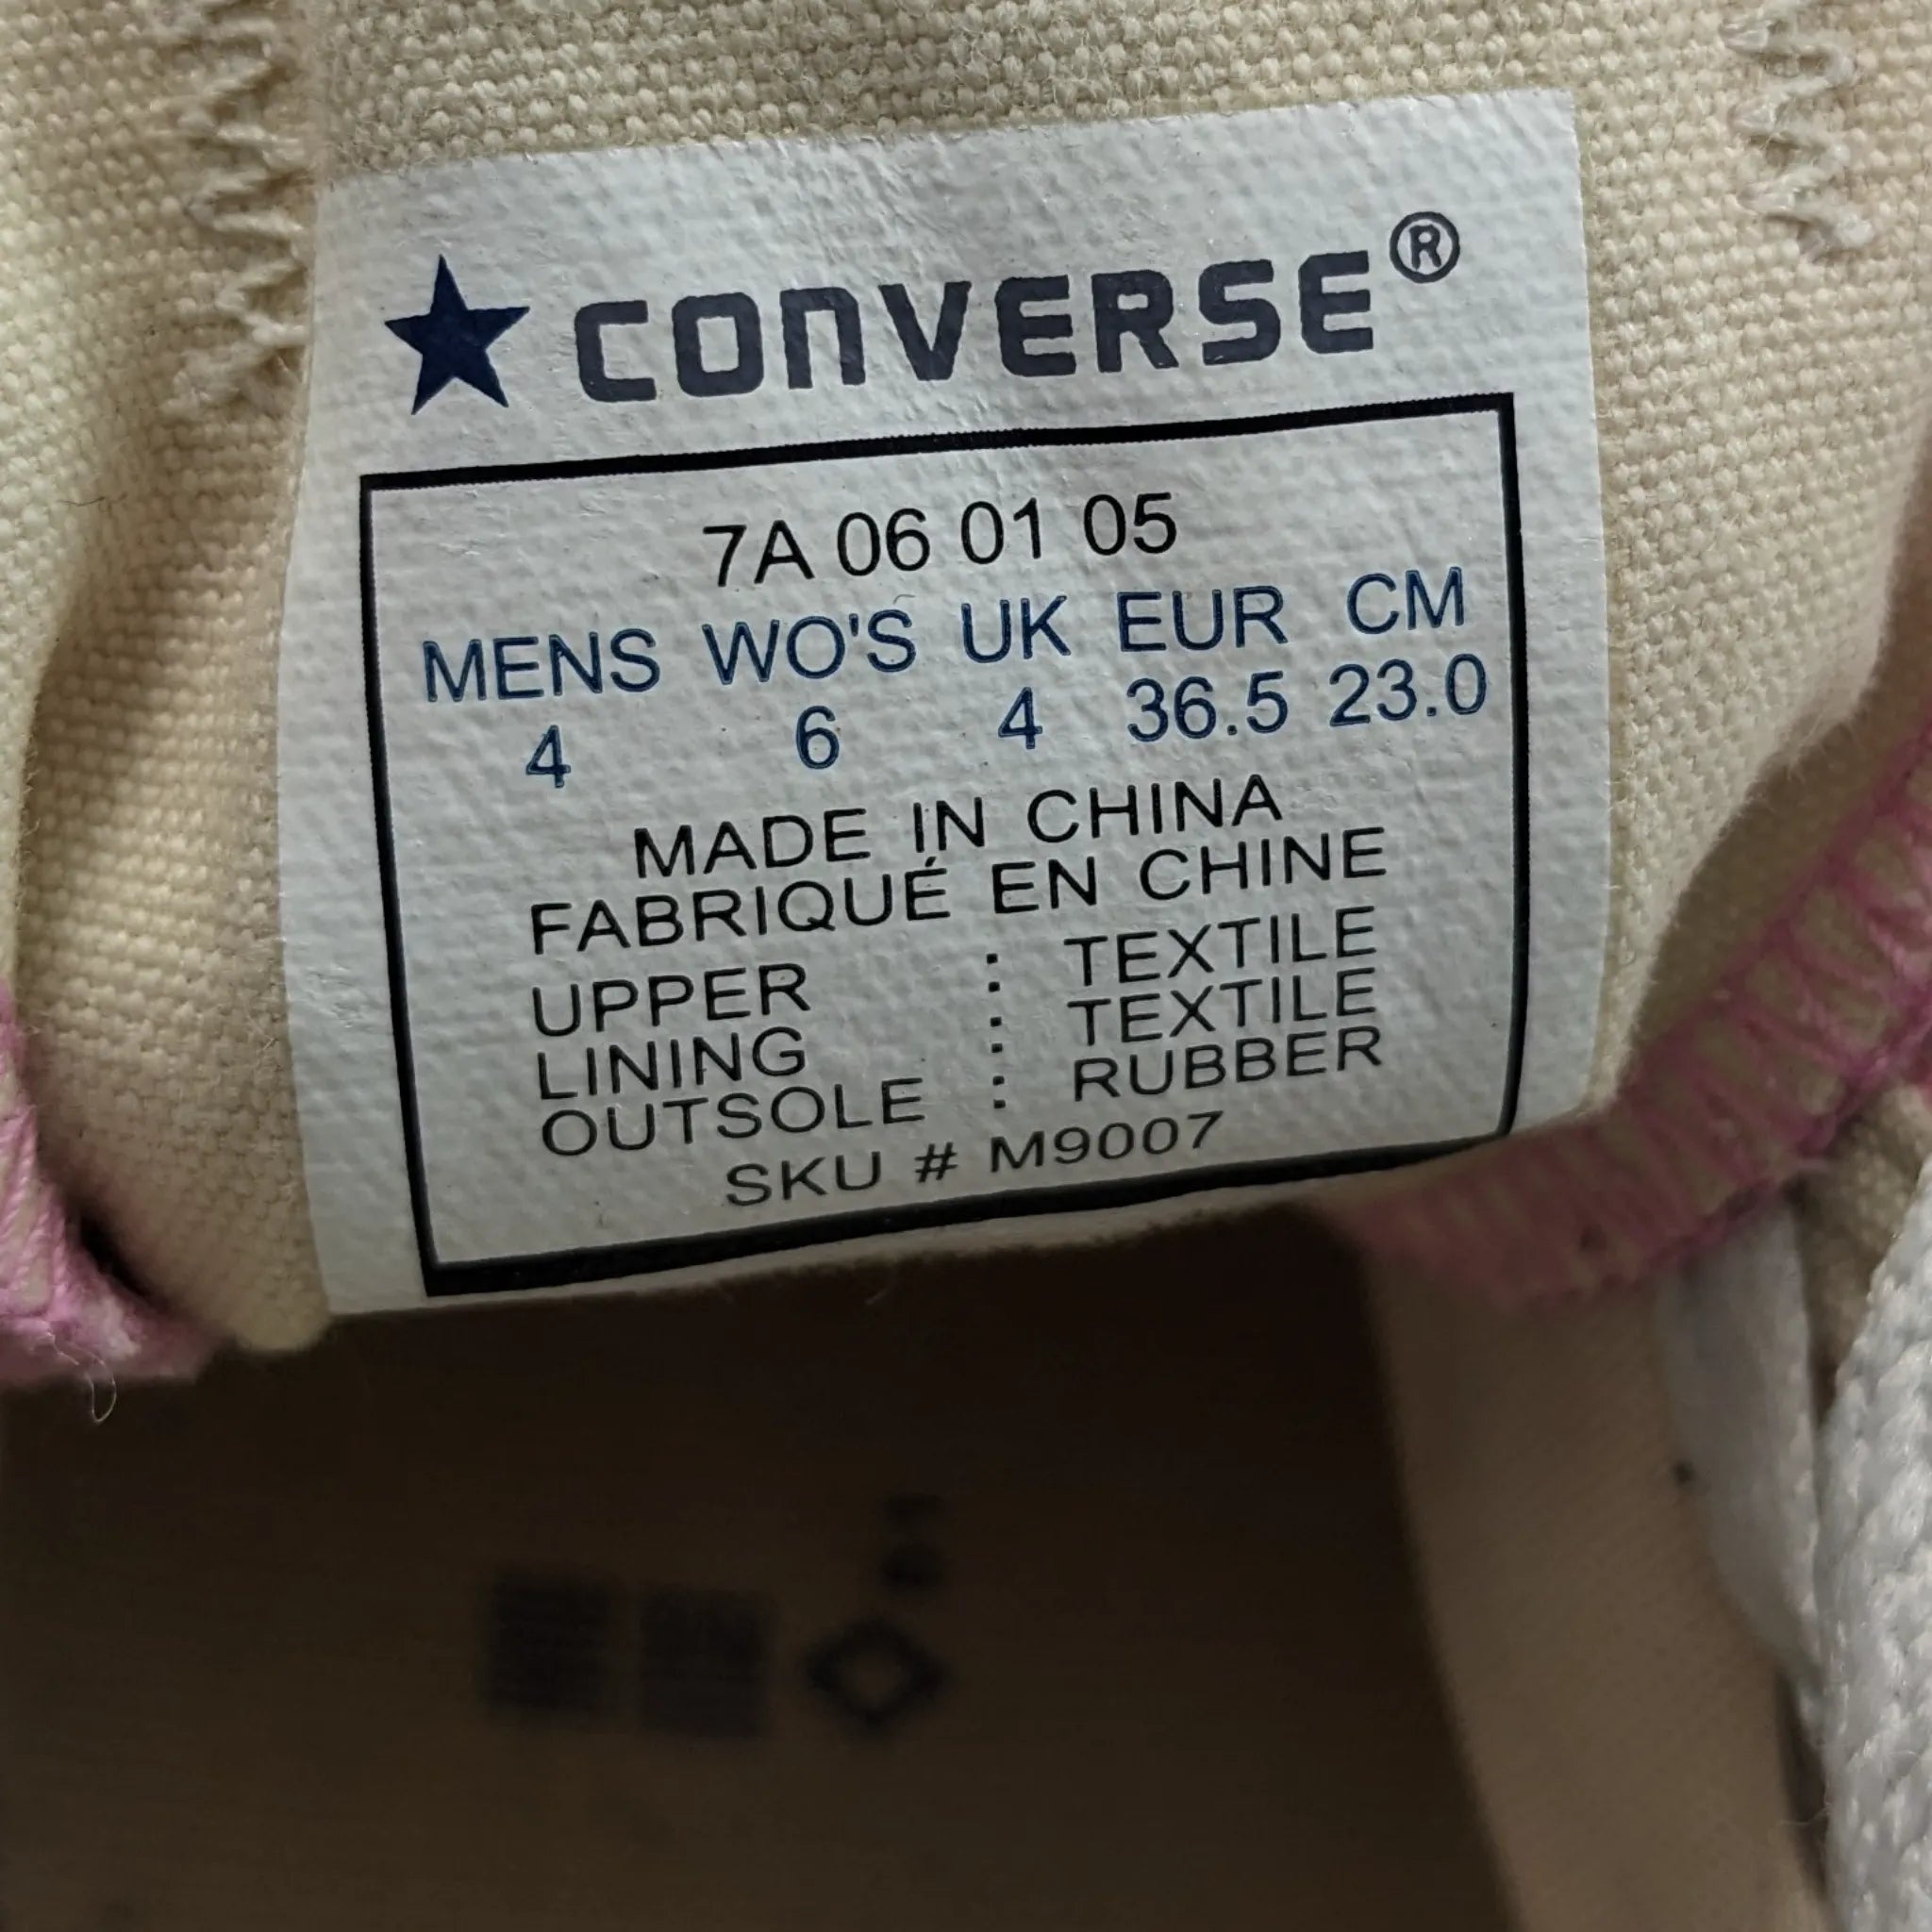 CONVERSE®
7A 06 01 05
MENS WO'S UK EUR CM
4 6 4 36.5 23.0
MADE IN CHINA
FABRIQUÉ EN CHINE
UPPER : TEXTILE
LINING : TEXTILE
OUTSOLE : RUBBER
SKU # M9007